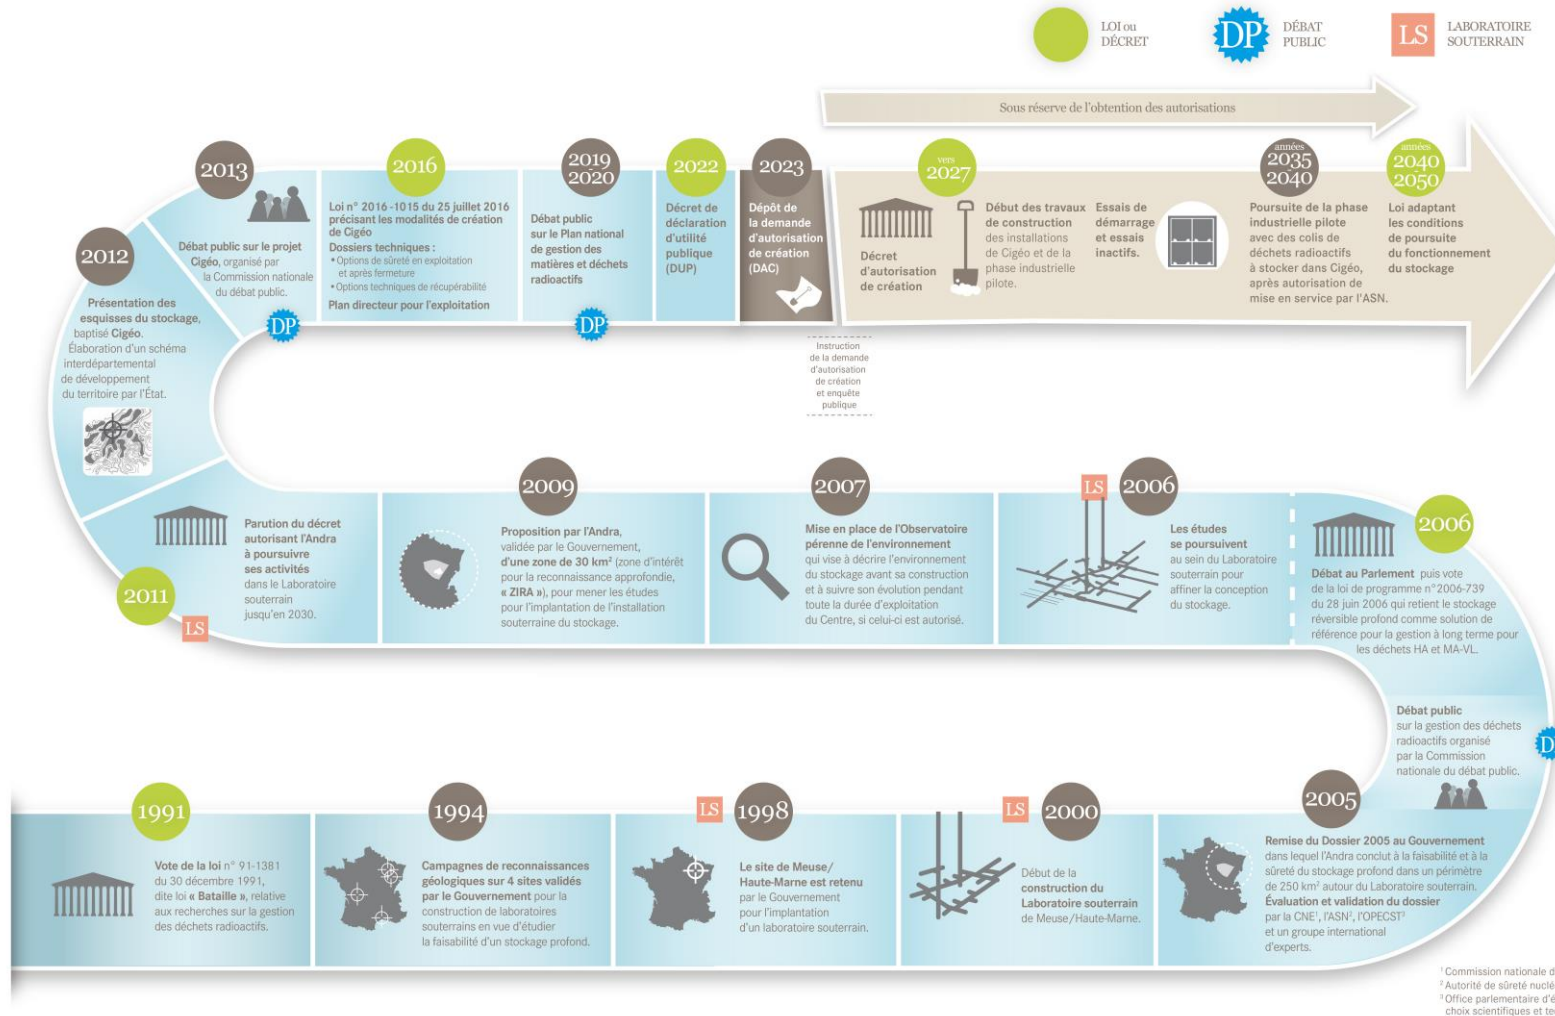 LOI ou
DÉCRET
DP
DÉBAT
PUBLIC
LS
LABORATOIRE
SOUTERRAIN
Sous réserve de l'obtention des autorisations
2013
Débat public sur le projet
Cigéo, organisé par
la Commission nationale
du débat public.
DP
2016
Loi n° 2016 -1015 du 25 juillet 2016
précisant les modalités de création
de Cigéo
Dossiers techniques :
• Options de sûreté en exploitation
et après fermeture
• Options techniques de récupérabilité
Plan directeur pour l'exploitation
2019
2020
Débat public
sur le Plan national
de gestion des
matières et déchets
radioactifs
DP
2022
Décret de
déclaration
d'utilité
publique
(DUP)
2023
Dépôt de
la demande
d'autorisation
de création
(DAC)
Instruction
de la demande
d'autorisation
de création
et enquête
publique
vers
2027
Décret
d'autorisation
de création
Début des travaux
de construction
des installations
de Cigéo et de la
phase industrielle
pilote.
Essais de
démarrage
et essais
inactifs.
années
2035
2040
Poursuite de la phase
industrielle pilote
avec des colis de
déchets radioactifs
à stocker dans Cigéo,
après autorisation de
mise en service par l'ASN.
années
2040
2050
Loi adaptant
les conditions
de poursuite
du fonctionnement
du stockage
2012
Présentation des
esquisses du stockage,
baptisé Cigéo.
Élaboration d'un schéma
interdépartemental
de développement
du territoire par l'État.
2011
LS
Parution du décret
autorisant l'Andra
à poursuivre
ses activités
dans le Laboratoire
souterrain
jusqu'en 2030.
2009
Proposition par l'Andra,
validée par le Gouvernement,
d'une zone de 30 km² (zone d'intérêt
pour la reconnaissance approfondie,
« ZIRA »), pour mener les études
pour l'implantation de l'installation
souterraine du stockage.
2007
Mise en place de l'Observatoire
pérenne de l'environnement
qui vise à décrire l'environnement
du stockage avant sa construction
et à suivre son évolution pendant
toute la durée d'exploitation
du Centre, si celui-ci est autorisé.
LS
2006
Les études
se poursuivent
au sein du Laboratoire
souterrain pour
affiner la conception
du stockage.
2006
Débat au Parlement puis vote
de la loi de programme n°2006-739
du 28 juin 2006 qui retient le stockage
réversible profond comme solution de
référence pour la gestion à long terme pour
les déchets HA et MA-VL.
Débat public
sur la gestion des déchets
radioactifs organisé
par la Commission
nationale du débat public.
D
1991
Vote de la loi n° 91-1381
du 30 décembre 1991,
dite loi « Bataille », relative
aux recherches sur la gestion
des déchets radioactifs.
1994
Campagnes de reconnaissances
géologiques sur 4 sites validés
par le Gouvernement pour la
construction de laboratoires
souterrains en vue d'étudier
la faisabilité d'un stockage profond.
LS
1998
Le site de Meuse/
Haute-Marne est retenu
par le Gouvernement
pour l'implantation
d'un laboratoire souterrain.
LS
2000
Début de la
construction du
Laboratoire souterrain
de Meuse/Haute-Marne.
2005
Remise du Dossier 2005 au Gouvernement
dans lequel l'Andra conclut à la faisabilité et à la
sûreté du stockage profond dans un périmètre
de 250 km² autour du Laboratoire souterrain.
Évaluation et validation du dossier
par la CNE¹, l'ASN², l'OPECST³
et un groupe international
d'experts.
¹ Commission nationale d
² Autorité de sûreté nuclé
³ Office parlementaire d'é
choix scientifiques et te